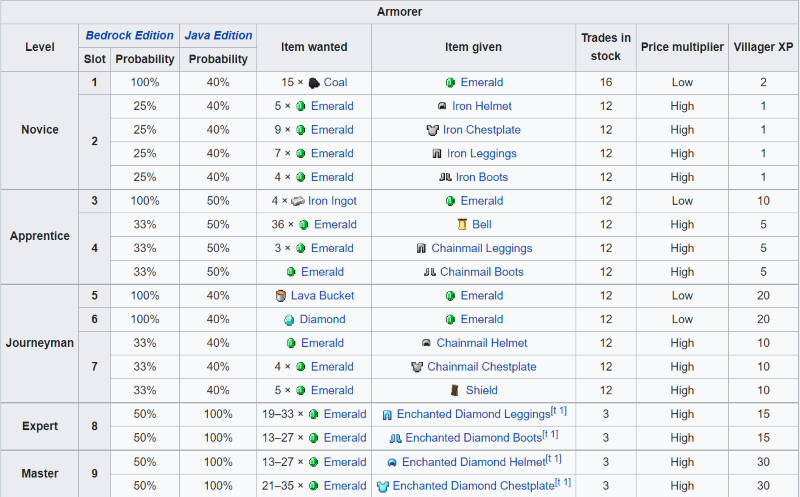 Armorer
Level Bedrock Edition Java Edition Item wanted Item given Trades in stock Price multiplier Villager XP
Slot Probability Probability
Novice 1 100% 40% 15 × Coal Emerald 16 Low 2
2 25% 40% 5 × Emerald Iron Helmet 12 High 1
25% 40% 9 × Emerald Iron Chestplate 12 High 1
25% 40% 7 × Emerald Iron Leggings 12 High 1
25% 40% 4 × Emerald Iron Boots 12 High 1
Apprentice 3 100% 50% 4 × Iron Ingot Emerald 12 Low 10
4 33% 50% 36 × Emerald Bell 12 High 5
33% 50% 3 × Emerald Chainmail Leggings 12 High 5
33% 50% Emerald Chainmail Boots 12 High 5
Journeyman 5 100% 40% Lava Bucket Emerald 12 Low 20
6 100% 40% Diamond Emerald 12 Low 20
7 33% 40% Emerald Chainmail Helmet 12 High 10
33% 40% 4 × Emerald Chainmail Chestplate 12 High 10
33% 40% 5 × Emerald Shield 12 High 10
Expert 8 50% 100% 19–33 × Emerald Enchanted Diamond Leggings[t 1] 3 High 15
50% 100% 13–27 × Emerald Enchanted Diamond Boots[t 1] 3 High 15
Master 9 50% 100% 13–27 × Emerald Enchanted Diamond Helmet[t 1] 3 High 30
50% 100% 21–35 × Emerald Enchanted Diamond Chestplate[t 1] 3 High 30